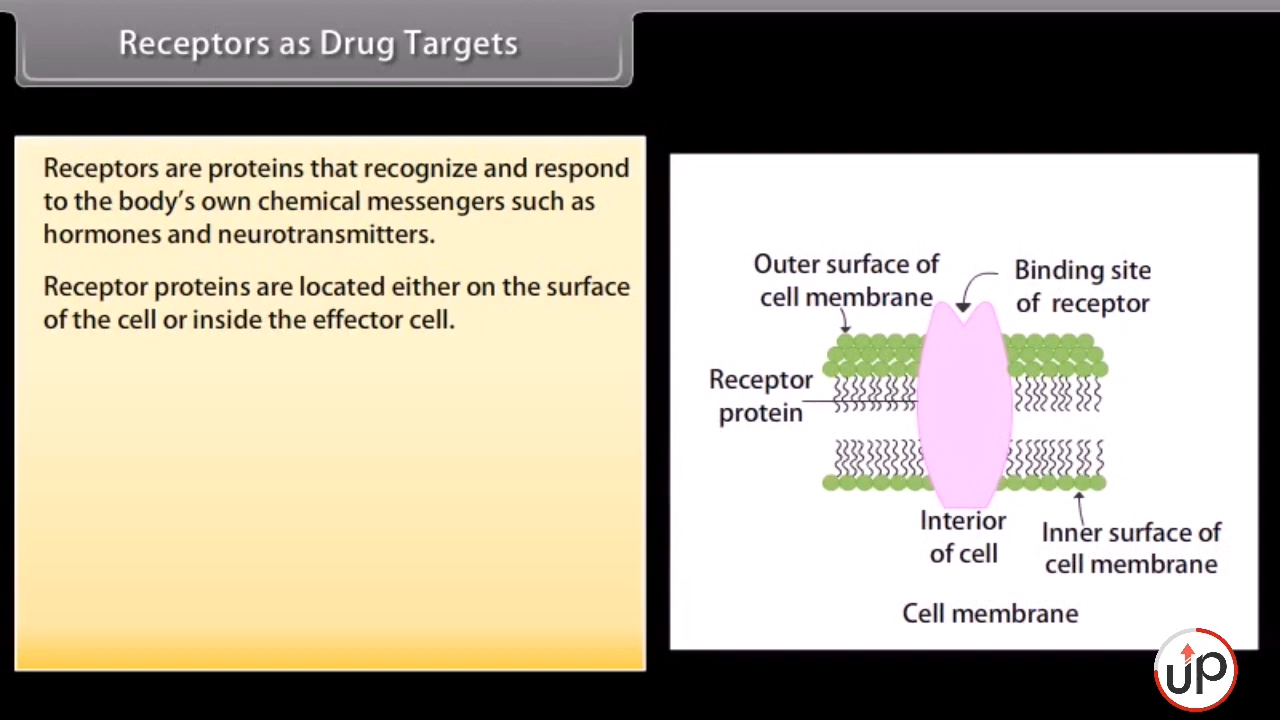 Receptors as Drug Targets
Receptors are proteins that recognize and respond
to the body's own chemical messengers such as
hormones and neurotransmitters.
Receptor proteins are located either on the surface
of the cell or inside the effector cell.
Outer surface of
cell membrane
Binding site
of receptor
Receptor
protein
Interior
of cell
Inner surface of
cell membrane
Cell membrane
UP